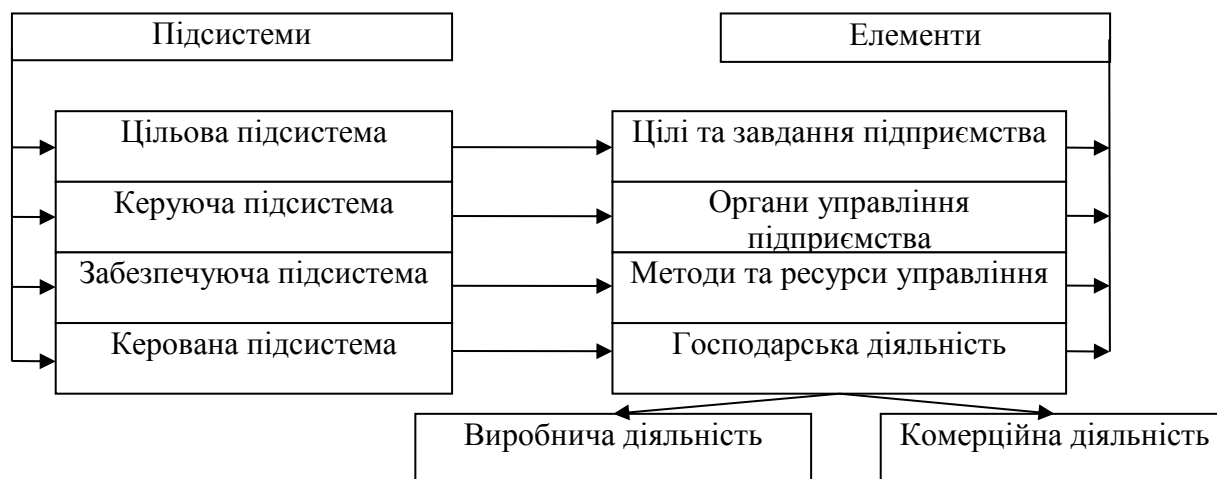 Підсистеми
Елементи
Цільова підсистема
Цілі та завдання підприємства
Керуюча підсистема
Органи управління
підприємства
Забезпечуюча підсистема
Методи та ресурси управління
Керована підсистема
Господарська діяльність
Виробнича діяльність
Комерційна діяльність